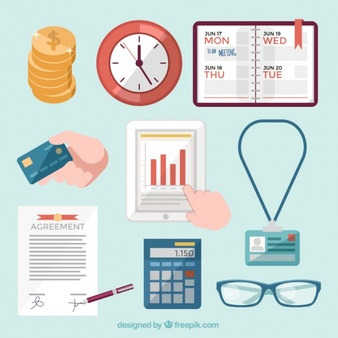 $
JUN 17
MON
10 AM MEETING
JUN 19
WED
JUN 18
THU
JUN 20
THUS
AGREEMENT
1.150
designed by freepik.com